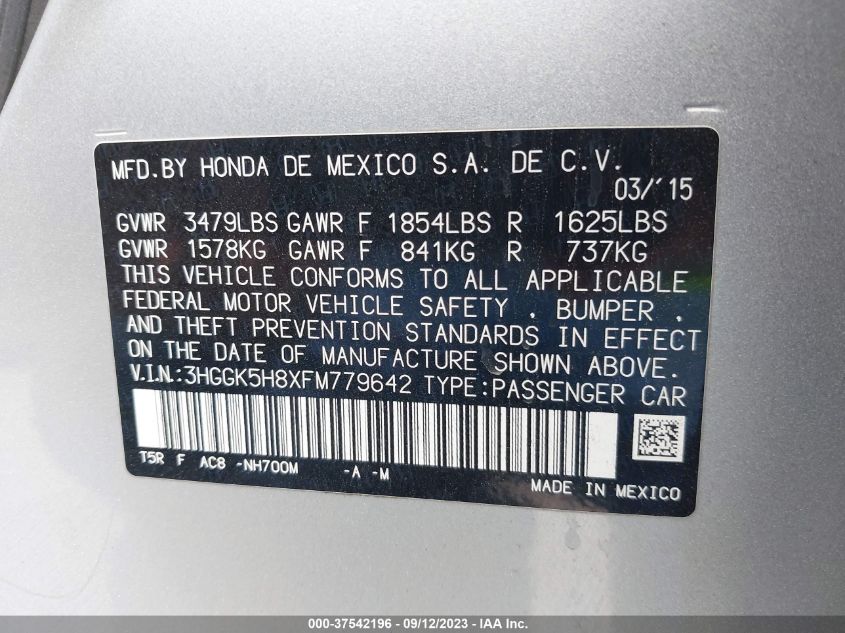 MFD.BY HONDA DE MEXICO S.A. DE C.V.
03/'15
GVWR 3479LBS GAWR F 1854LBS R 1625LBS
GVWR 1578KG GAWR F 841KG R 737KG
THIS VEHICLE CONFORMS TO ALL APPLICABLE
FEDERAL MOTOR VEHICLE SAFETY , BUMPER ,
AND THEFT PREVENTION STANDARDS IN EFFECT
ON THE DATE OF MANUFACTURE SHOWN ABOVE.
V.I.N.:3HGGK5H8XFM779642 TYPE:PASSENGER CAR
T5R F AC8 -NH700M -A -M
MADE IN MEXICO
000-37542196 - 09/12/2023 - IAA Inc.